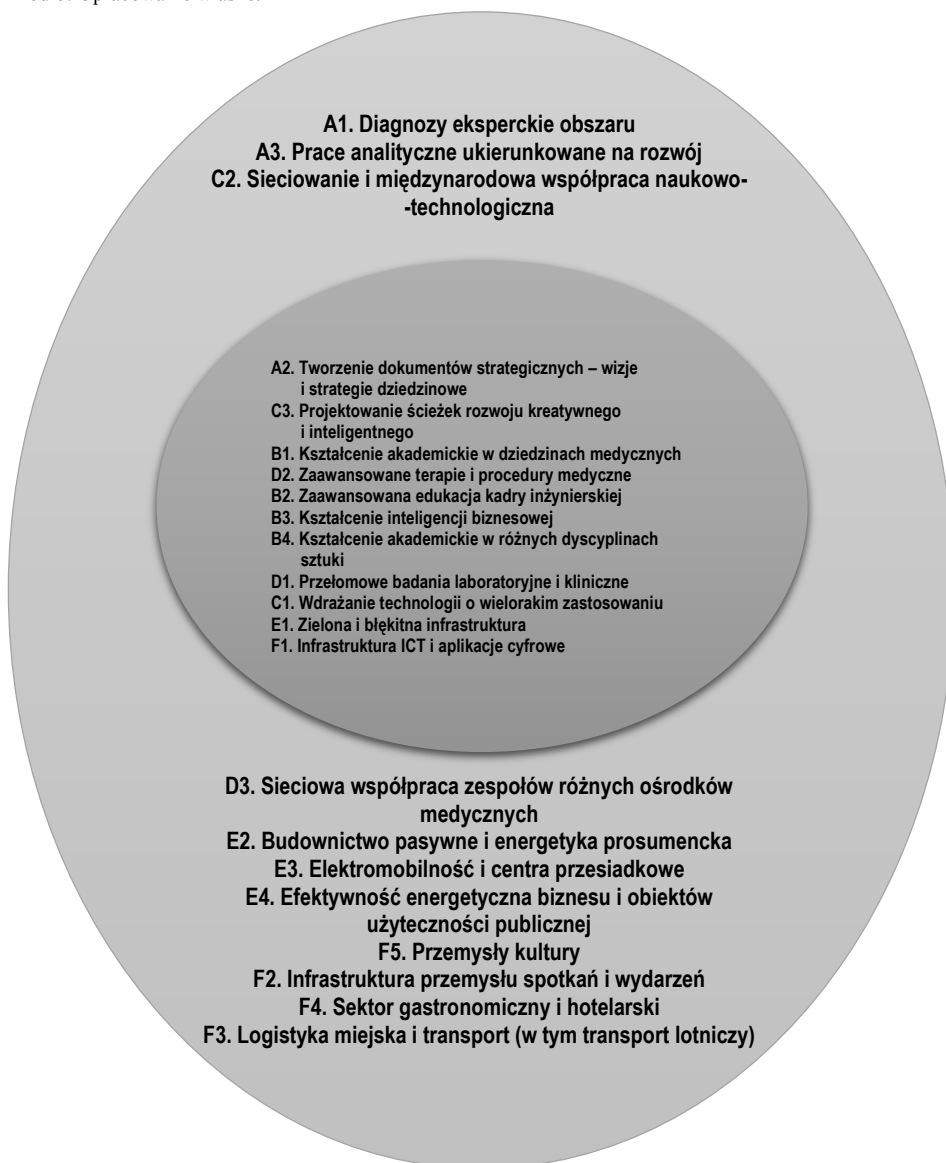 A1. Diagnozy eksperckie obszaru
A3. Prace analityczne ukierunkowane na rozwój
C2. Sieciowanie i międzynarodowa współpraca naukowo-
-technologiczna
A2. Tworzenie dokumentów strategicznych – wizje
i strategie dziedzinowe
C3. Projektowanie ścieżek rozwoju kreatywnego
i inteligentnego
B1. Kształcenie akademickie w dziedzinach medycznych
D2. Zaawansowane terapie i procedury medyczne
B2. Zaawansowana edukacja kadry inżynierskiej
B3. Kształcenie inteligencji biznesowej
B4. Kształcenie akademickie w różnych dyscyplinach
sztuki
D1. Przełomowe badania laboratoryjne i kliniczne
C1. Wdrażanie technologii o wielorakim zastosowaniu
E1. Zielona i błękitna infrastruktura
F1. Infrastruktura ICT i aplikacje cyfrowe
D3. Sieciowa współpraca zespołów różnych ośrodków
medycznych
E2. Budownictwo pasywne i energetyka prosumencka
E3. Elektromobilność i centra przesiadkowe
E4. Efektywność energetyczna biznesu i obiektów
użyteczności publicznej
F5. Przemysły kultury
F2. Infrastruktura przemysłu spotkań i wydarzeń
F4. Sektor gastronomiczny i hotelarski
F3. Logistyka miejska i transport (w tym transport lotniczy)